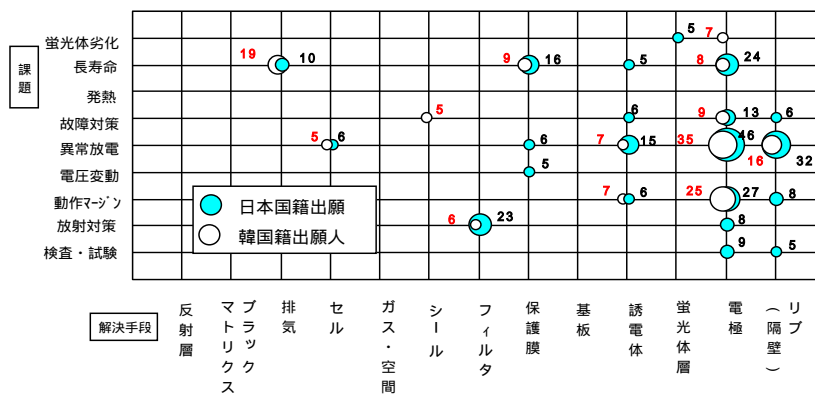 課題
蛍光体劣化
5 7
長寿命
19 10 9 16 5 8 24
発熱
故障対策
5 6 9 13 6
異常放電
5 6 6 7 15 35 46 16 32
電圧変動
5
動作マージン
7 6 25 27 8
放射対策
6 23 8
検査・試験
9 5
日本国籍出願
韓国籍出願人
解決手段
反射層
ブラック
マトリクス
排気
セル
ガス・空間
シール
フィルタ
保護膜
基板
誘電体
蛍光体層
電極
リブ
(隔壁)